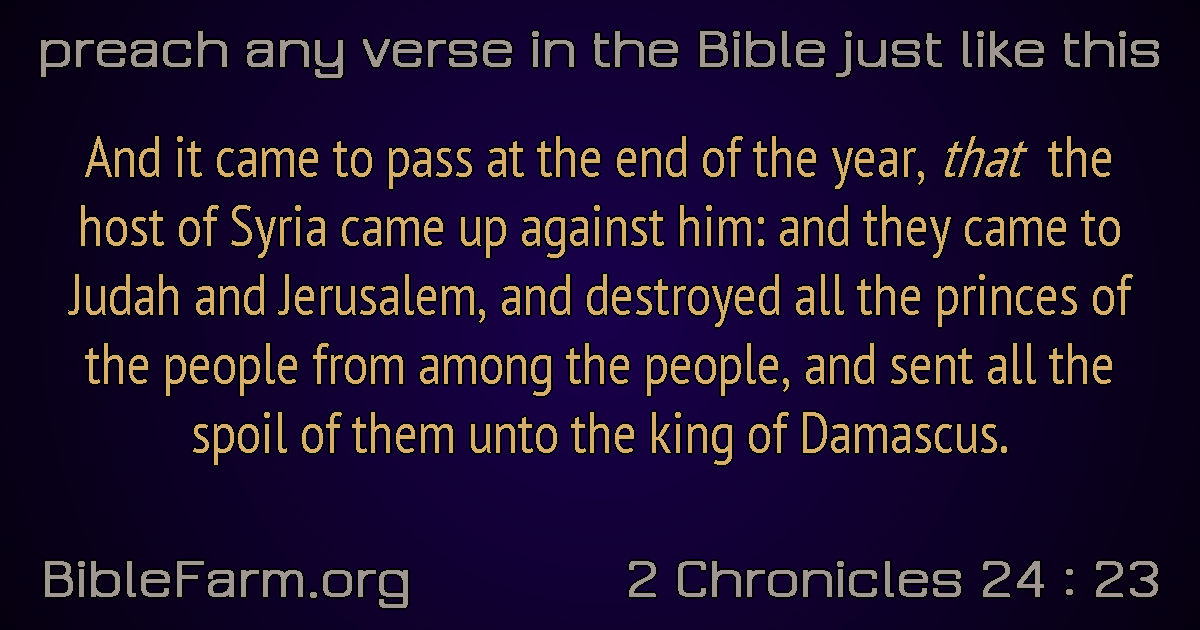 preach any verse in the Bible just like this
And it came to pass at the end of the year, that the
host of Syria came up against him: and they came to
Judah and Jerusalem, and destroyed all the princes of
the people from among the people, and sent all the
spoil of them unto the king of Damascus.
BibleFarm.org
2 Chronicles 24 : 23